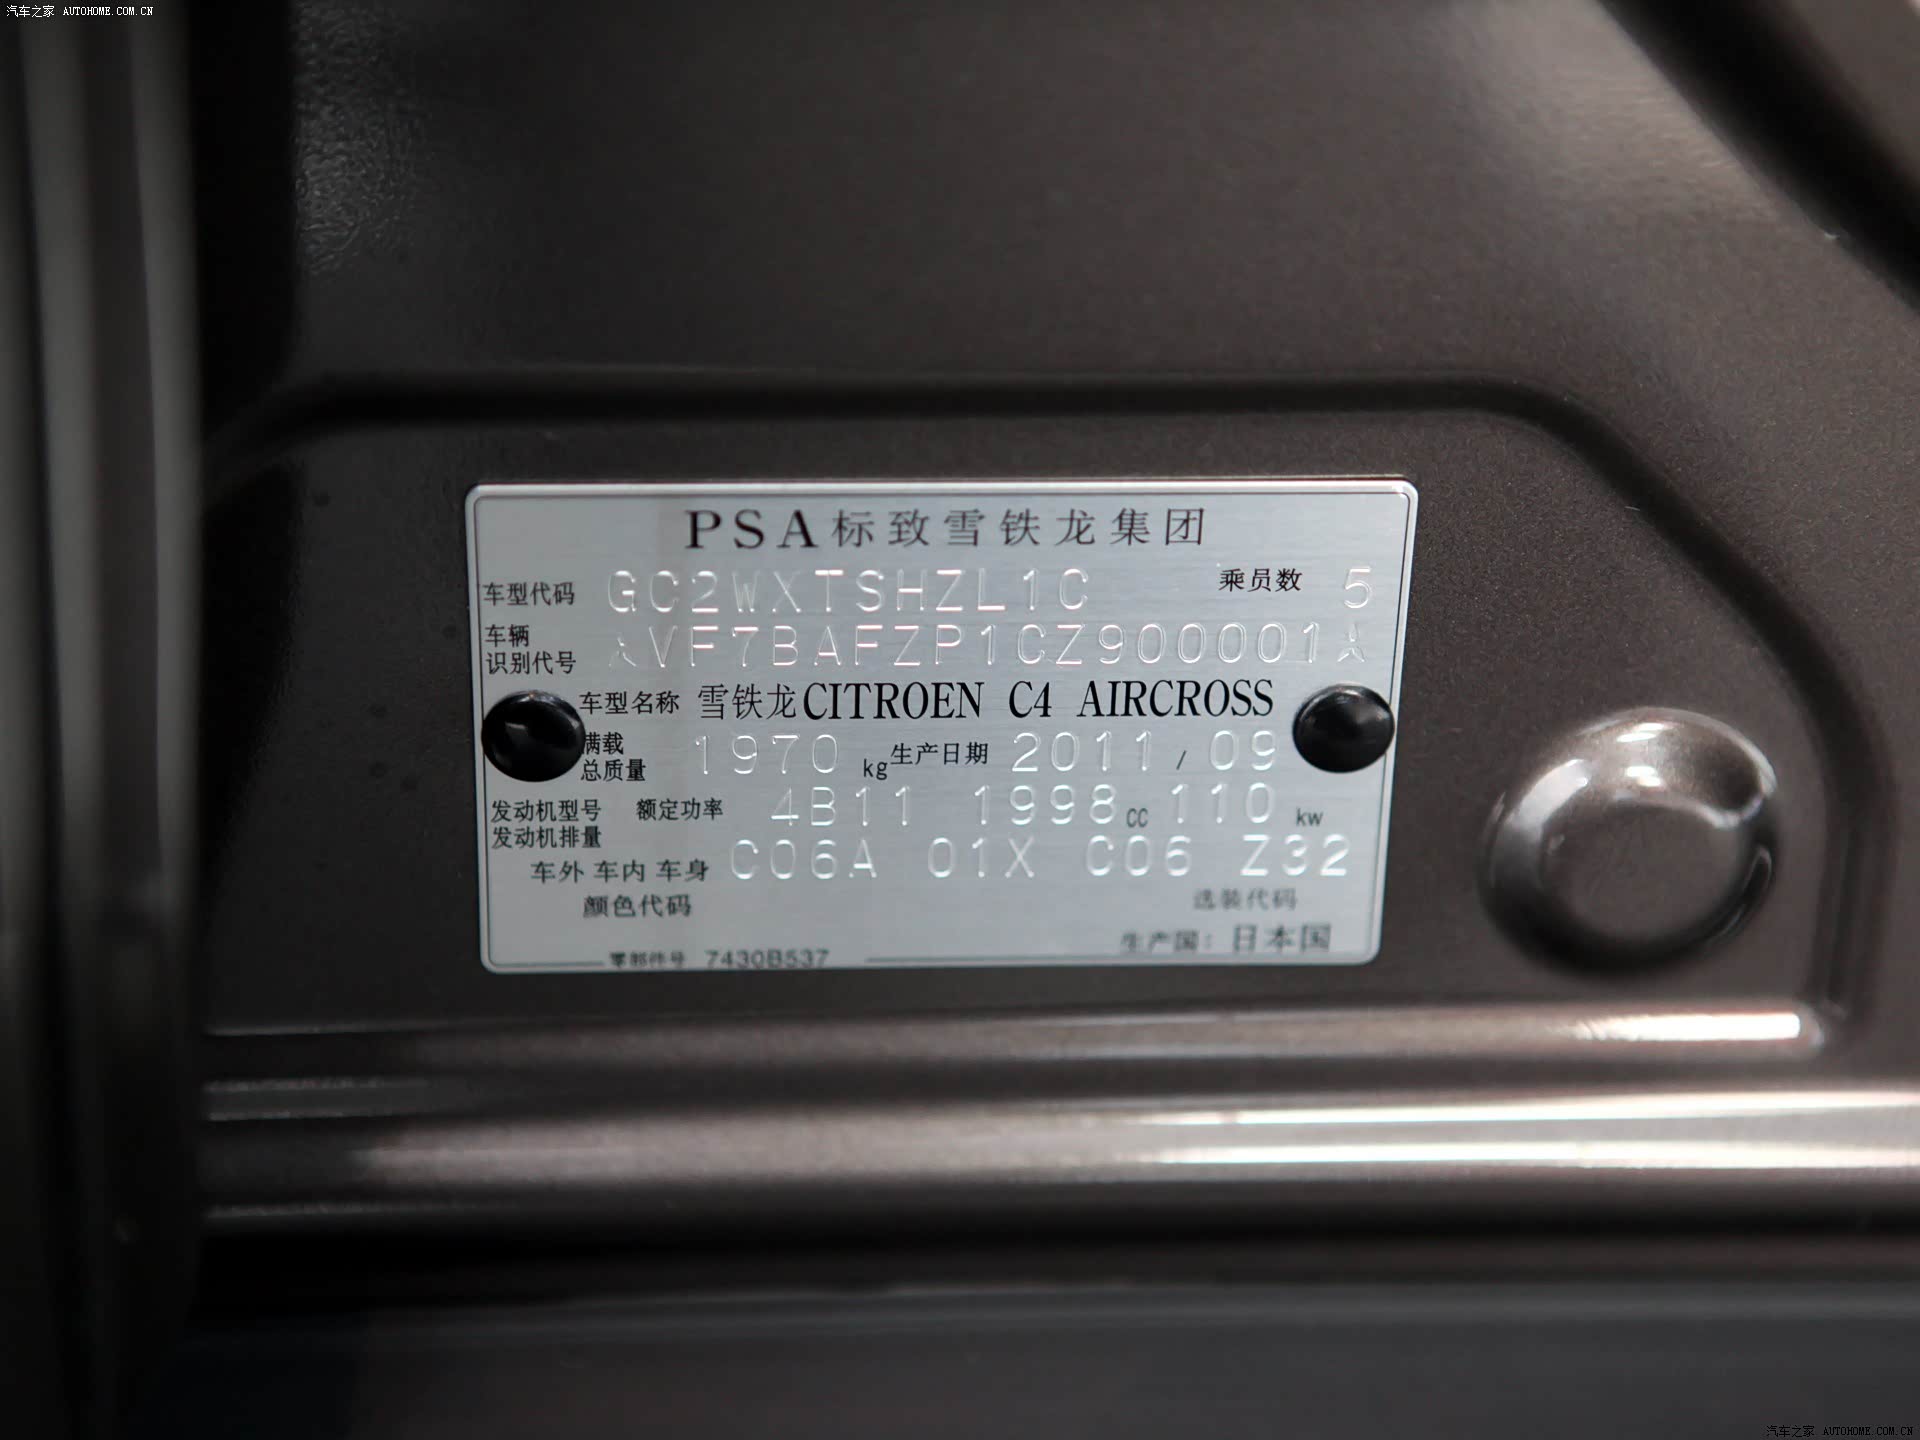 汽车之家 AUTOHOME.COM.CN
PSA标致雪铁龙集团
车型代码 GC2WXTSHZL1C 乘员数 5
车辆
识别代号 VF7BAFZP1CZ900001
车型名称 雪铁龙CITROEN C4 AIRCROSS
满载
总质量 1970 kg 生产日期 2011 / 09
发动机型号 额定功率 4B11 1998 cc 110 kw
发动机排量
车外 车内 车身 C06A 01X C06 Z32
颜色代码 选装代码
生产国：日本国
零部件号 7430B537
汽车之家 AUTOHOME.COM.CN